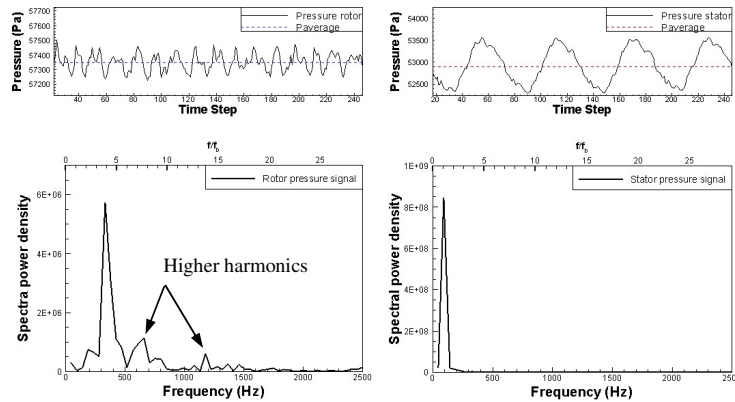 57700
57600
57500
57400
57300
57200
Pressure (Pa)
Pressure rotor
Paverage
40 60 80 100 120 140 160 180 200 220 240
Time Step
54000
53500
53000
52500
Pressure (Pa)
Pressure stator
Paverage
20 40 60 80 100 120 140 160 180 200 220 240
Time Step
f/fb
0 5 10 15 20 25
Rotor pressure signal
6E+06
4E+06
2E+06
0
Spectra power density
Higher harmonics
0 500 1000 1500 2000 2500
Frequency (Hz)
f/fb
0 5 10 15 20 25
Stator pressure signal
1E+09
8E+08
6E+08
4E+08
2E+08
0
Spectral power density
0 500 1000 1500 2000 2500
Frequency (Hz)